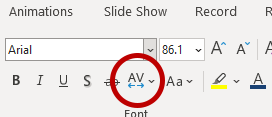 Animations Slide Show Record
Arial 86.1 A A
B I U S ab AV Aa A
Font